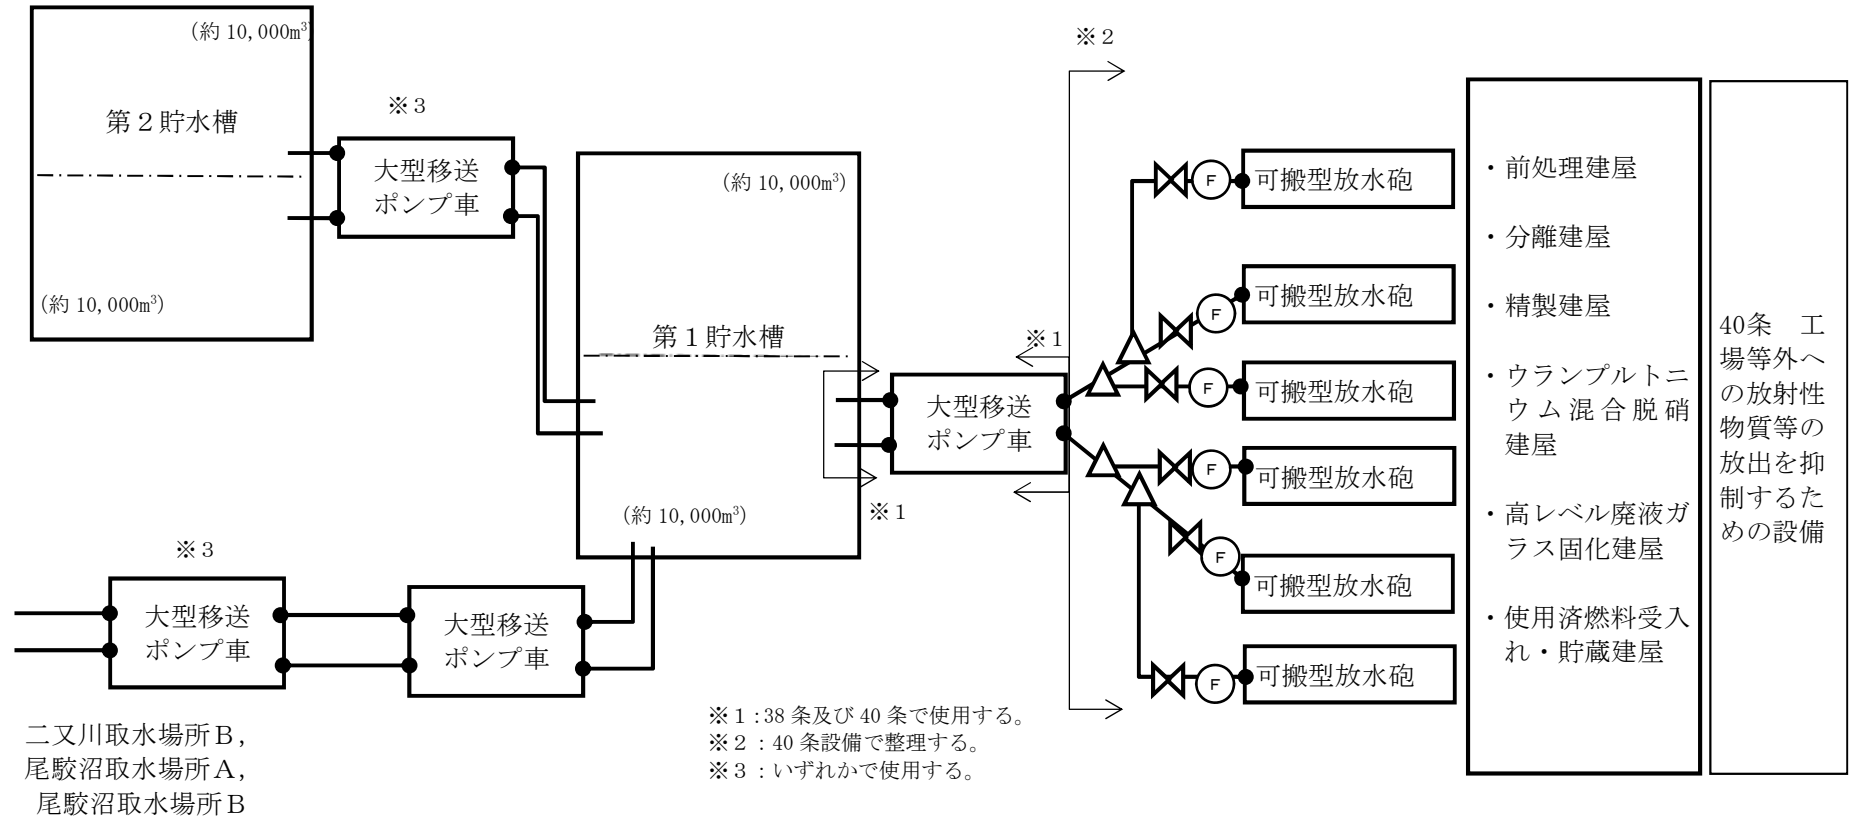 (約 10,000m³)
第２貯水槽
(約 10,000m³)
※３
大型移送
ポンプ車
(約 10,000m³)
第１貯水槽
(約 10,000m³)
※１
※１
大型移送
ポンプ車
※２
F
可搬型放水砲
F
可搬型放水砲
F
可搬型放水砲
F
可搬型放水砲
F
可搬型放水砲
F
可搬型放水砲
・前処理建屋
・分離建屋
・精製建屋
・ウランプルトニ
ウム混合脱硝
建屋
・高レベル廃液ガ
ラス固化建屋
・使用済燃料受入
れ・貯蔵建屋
40条　工
場等外へ
の放射性
物質等の
放出を抑
制するた
めの設備
※３
大型移送
ポンプ車
大型移送
ポンプ車
二又川取水場所Ｂ，
尾駮沼取水場所Ａ，
尾駮沼取水場所Ｂ
※１：38 条及び 40 条で使用する。
※２：40 条設備で整理する。
※３：いずれかで使用する。